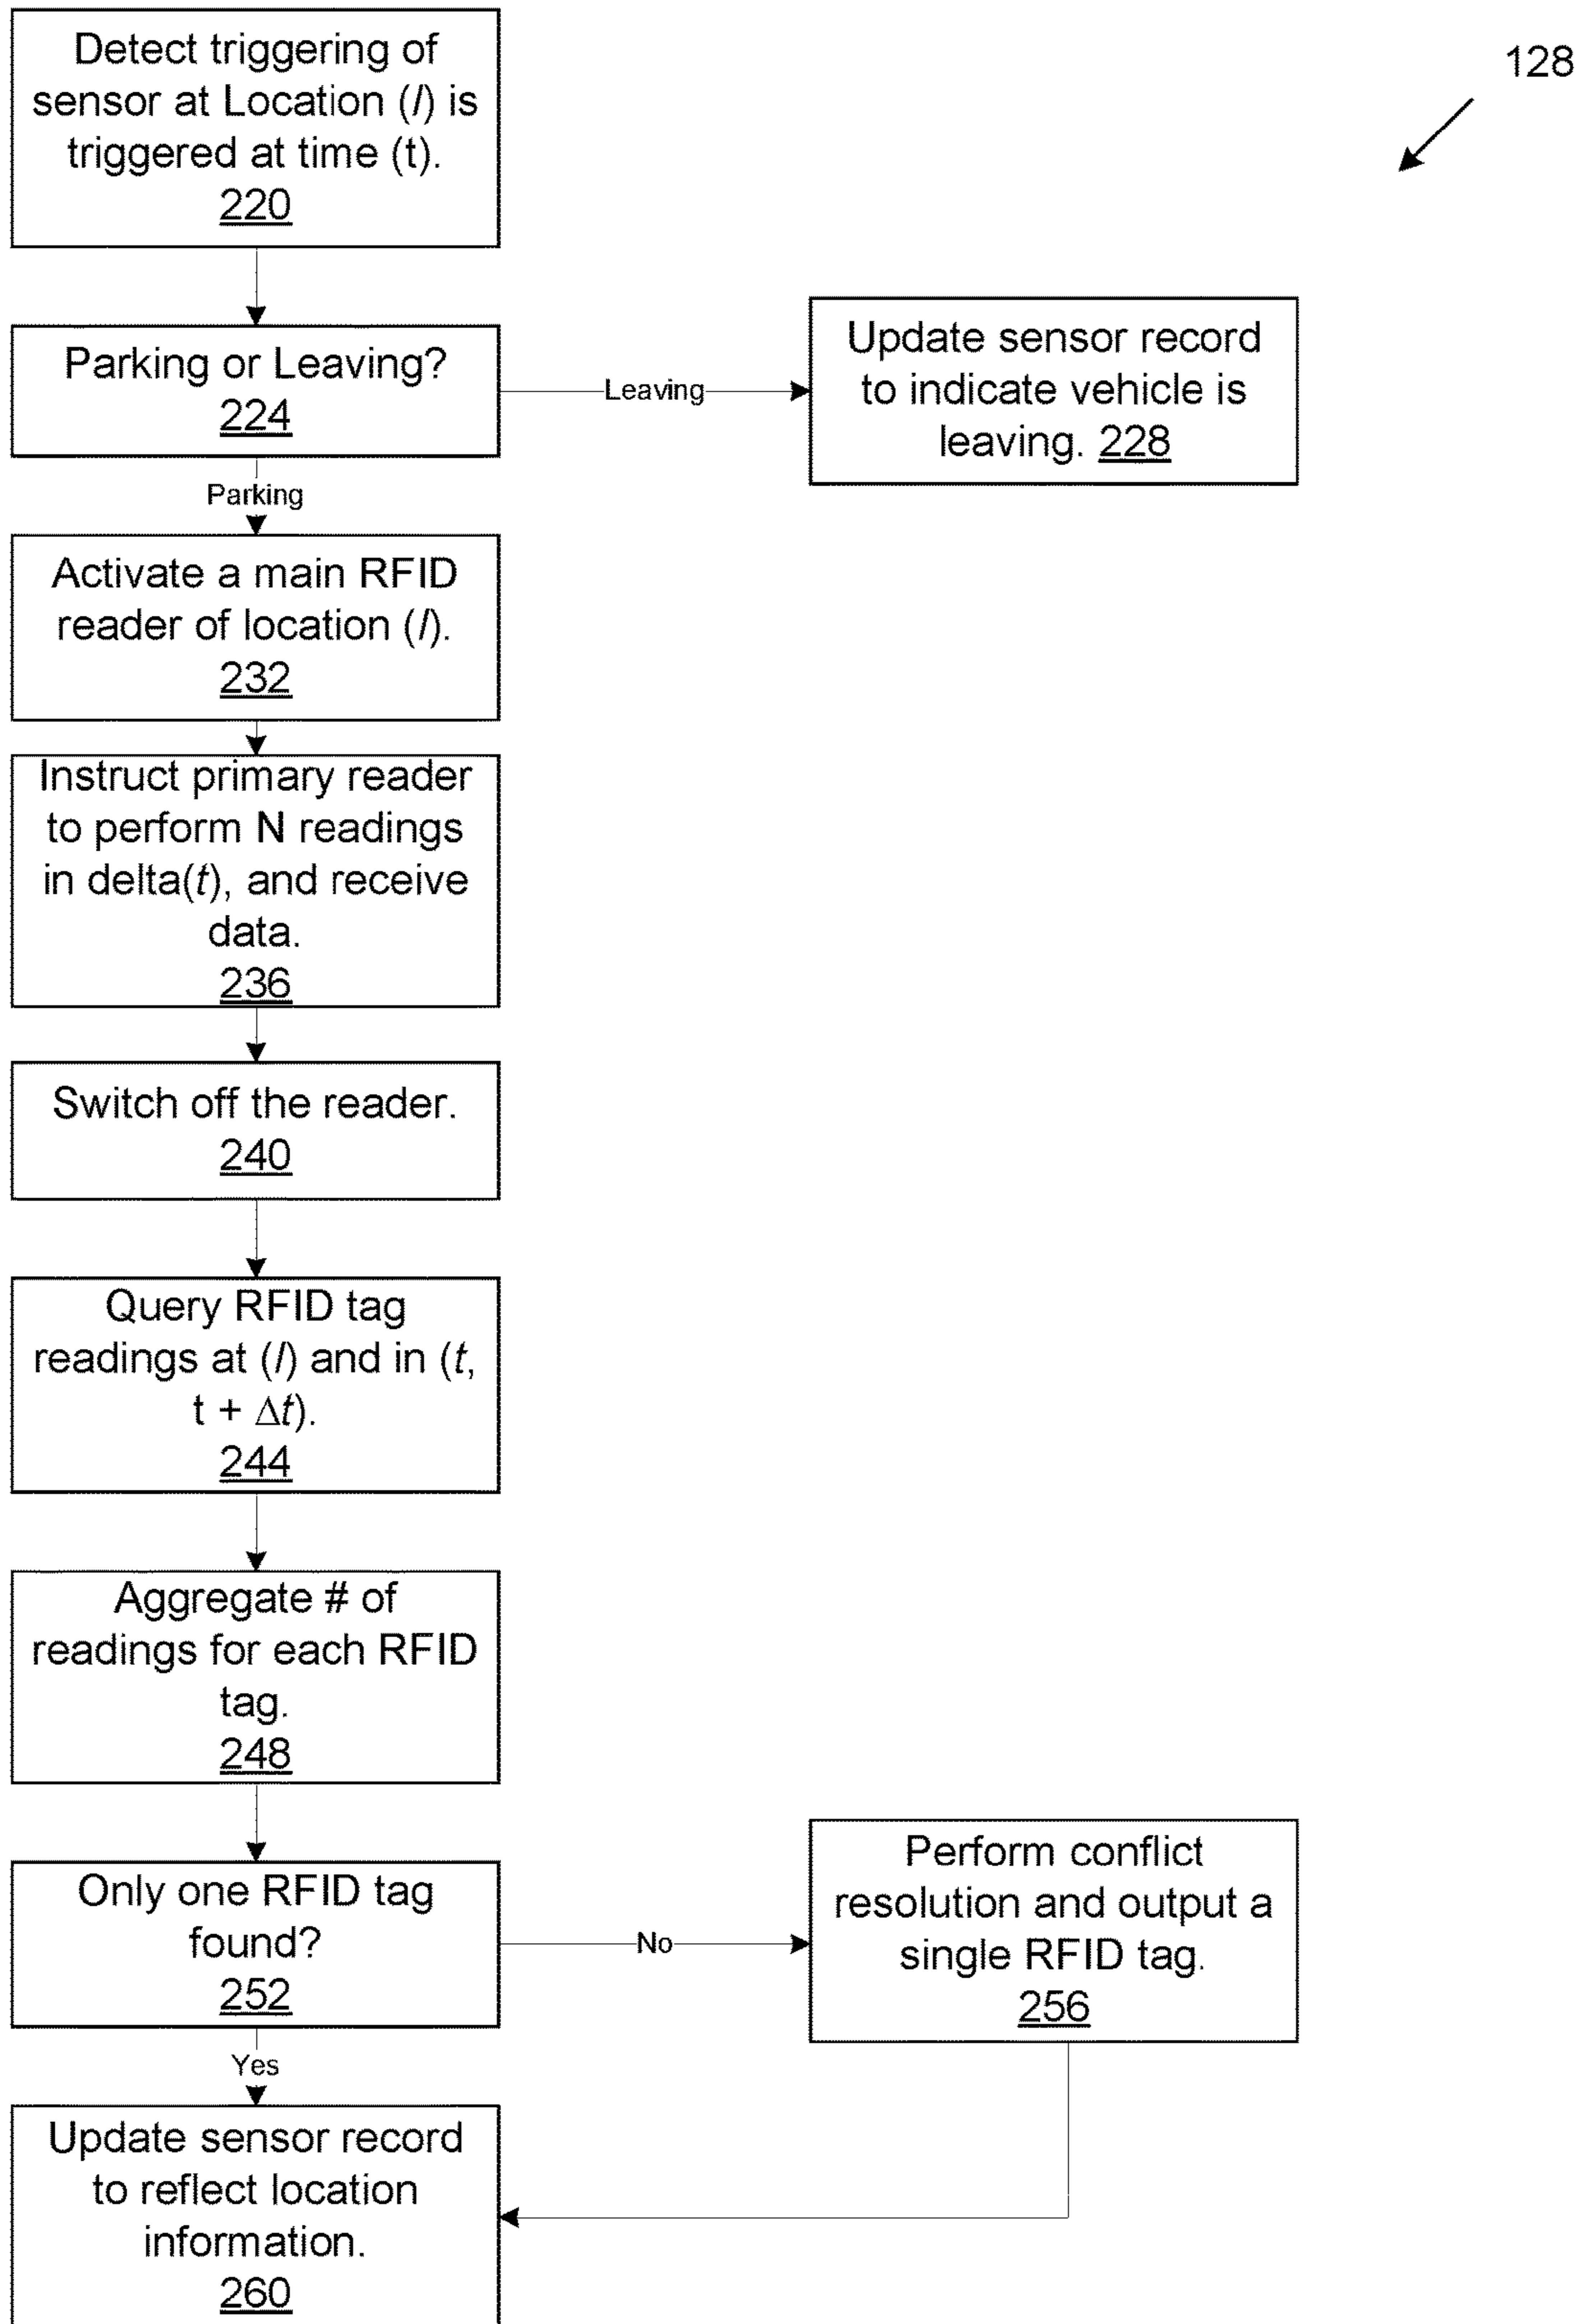 128
Detect triggering of
sensor at Location (l) is
triggered at time (t).
220
Parking or Leaving?
224
Leaving
Update sensor record
to indicate vehicle is
leaving. 228
Parking
Activate a main RFID
reader of location (l).
232
Instruct primary reader
to perform N readings
in delta(t), and receive
data.
236
Switch off the reader.
240
Query RFID tag
readings at (l) and in (t,
t + Δt).
244
Aggregate # of
readings for each RFID
tag.
248
Only one RFID tag
found?
252
No
Perform conflict
resolution and output a
single RFID tag.
256
Yes
Update sensor record
to reflect location
information.
260